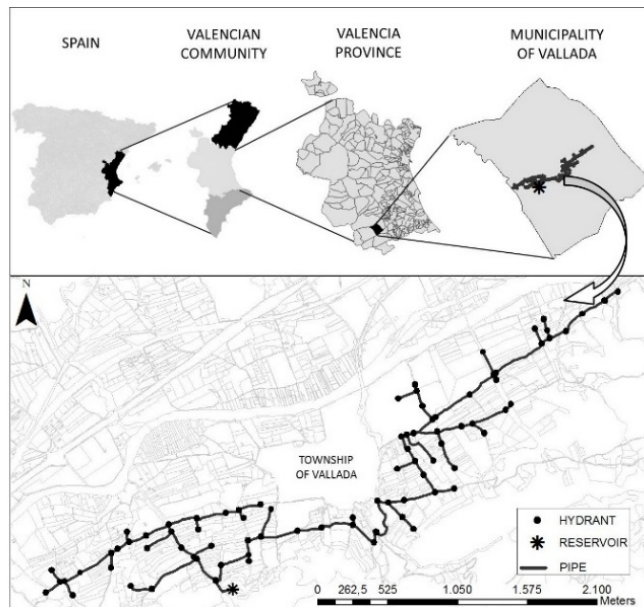 SPAIN
VALENCIAN
COMMUNITY
VALENCIA
PROVINCE
MUNICIPALITY
OF VALLADA
N
TOWNSHIP
OF VALLADA
HYDRANT
RESERVOIR
PIPE
0 262,5 525 1.050 1.575 2.100
Meters